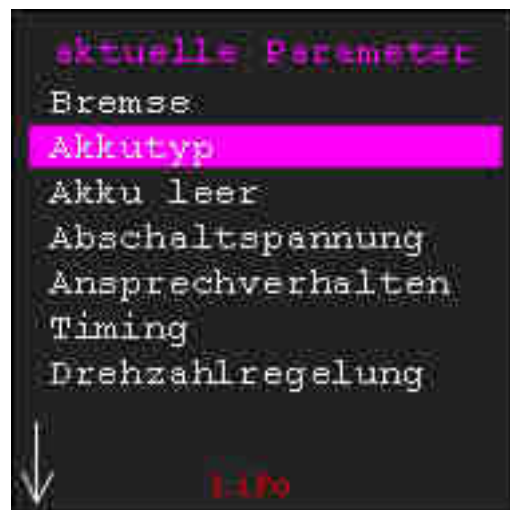 aktuelle Parameter
Bremse
Akkutyp
Akku leer
Abschaltspannung
Ansprechverhalten
Timing
Drehzahlregelung
LiPo